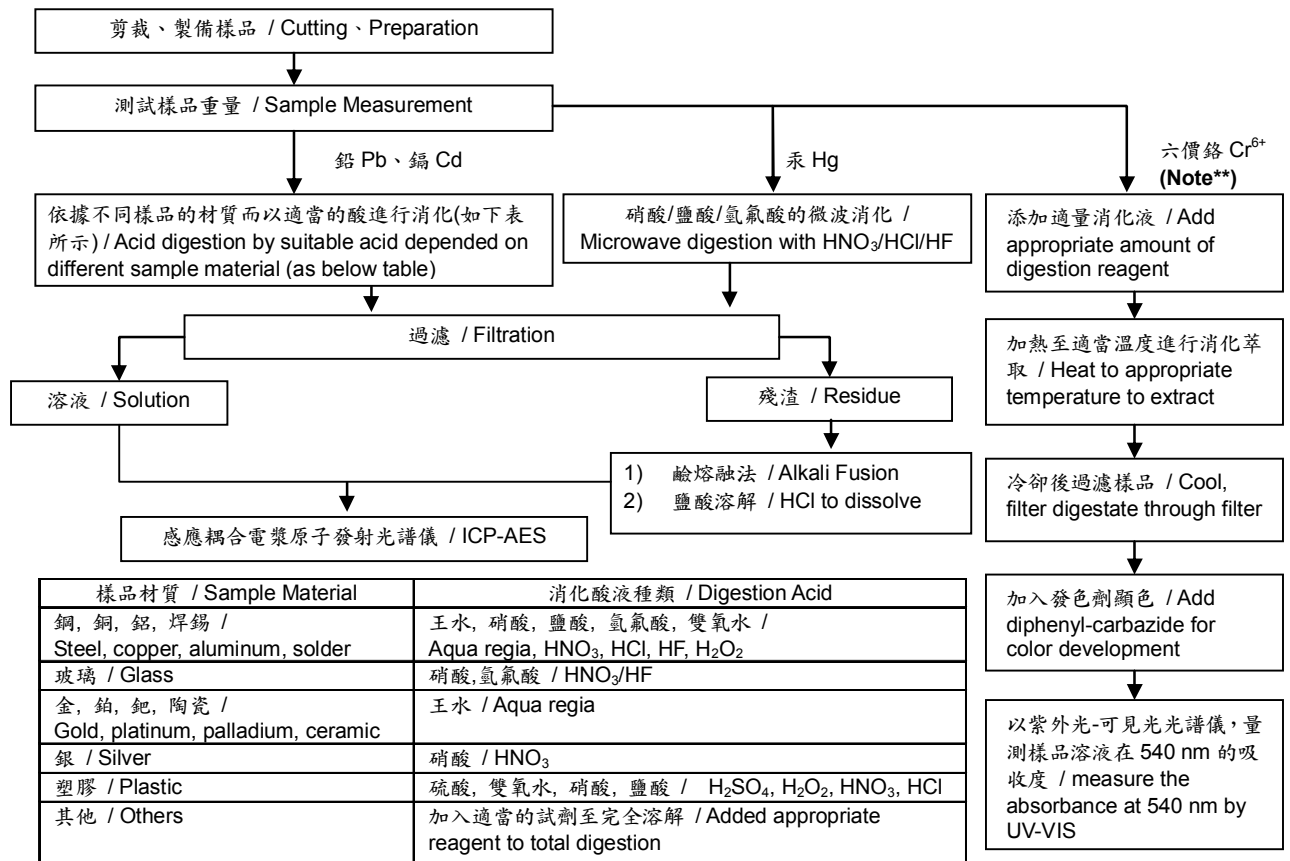 剪裁、製備樣品 / Cutting、Preparation
測試樣品重量 / Sample Measurement
鉛 Pb、鎘 Cd
汞 Hg
六價鉻 Cr⁶⁺
(Note**)
依據不同樣品的材質而以適當的酸進行消化(如下表
所示) / Acid digestion by suitable acid depended on
different sample material (as below table)
硝酸/鹽酸/氫氟酸的微波消化 /
Microwave digestion with HNO₃/HCl/HF
添加適量消化液 / Add
appropriate amount of
digestion reagent
過濾 / Filtration
加熱至適當溫度進行消化萃
取 / Heat to appropriate
temperature to extract
溶液 / Solution
殘渣 / Residue
1) 鹼熔融法 / Alkali Fusion
2) 鹽酸溶解 / HCl to dissolve
冷卻後過濾樣品 / Cool,
filter digestate through filter
感應耦合電漿原子發射光譜儀 / ICP-AES
加入發色劑顯色 / Add
diphenyl-carbazide for
color development
以紫外光-可見光光譜儀，量
測樣品溶液在 540 nm 的吸
收度 / measure the
absorbance at 540 nm by
UV-VIS
樣品材質 / Sample Material
消化酸液種類 / Digestion Acid
鋼, 銅, 鋁, 焊錫 /
Steel, copper, aluminum, solder
王水, 硝酸, 鹽酸, 氫氟酸, 雙氧水 /
Aqua regia, HNO₃, HCl, HF, H₂O₂
玻璃 / Glass
硝酸,氫氟酸 / HNO₃/HF
金, 鉑, 鈀, 陶瓷 /
Gold, platinum, palladium, ceramic
王水 / Aqua regia
銀 / Silver
硝酸 / HNO₃
塑膠 / Plastic
硫酸, 雙氧水, 硝酸, 鹽酸 / H₂SO₄, H₂O₂, HNO₃, HCl
其他 / Others
加入適當的試劑至完全溶解 / Added appropriate
reagent to total digestion